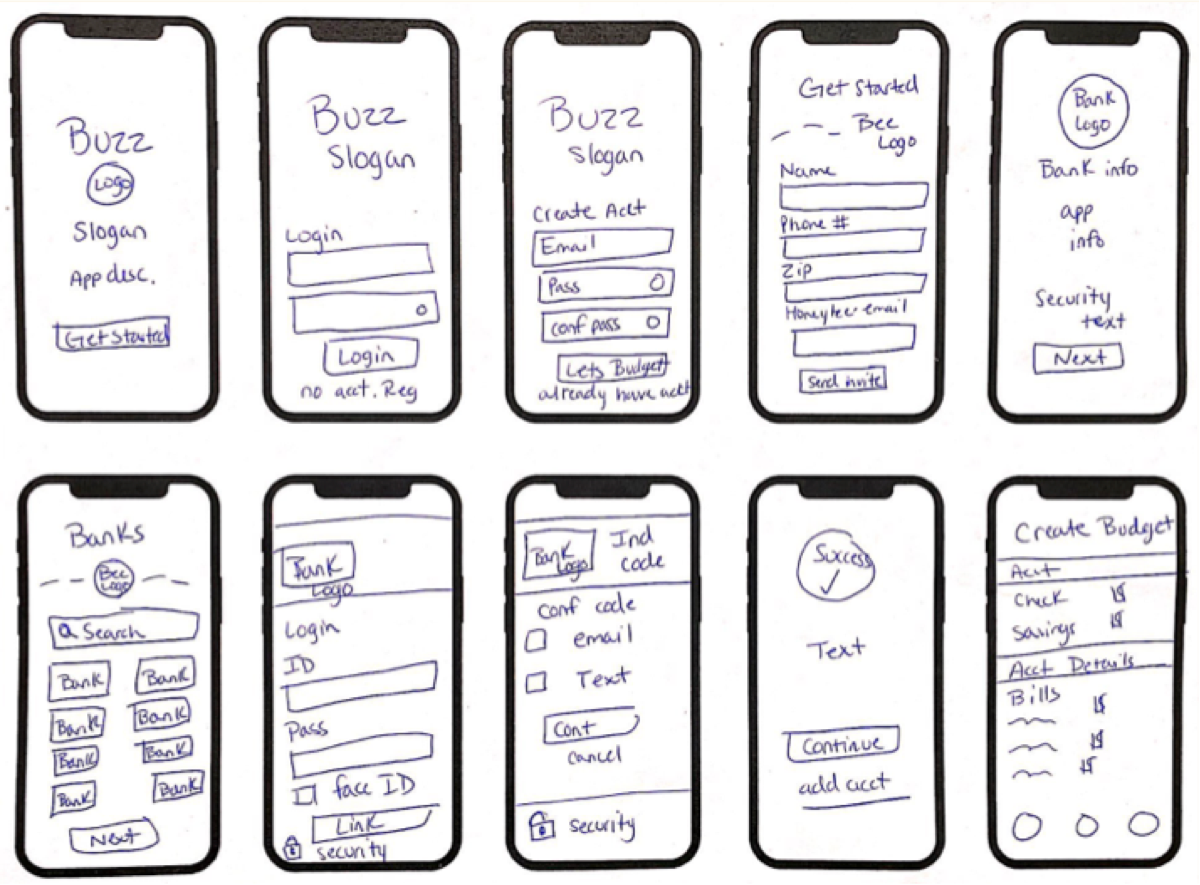 Buzz
Logo
Slogan
App desc.
Get Started
Buzz
Slogan
Login
Login
no acct. Reg
Buzz
Slogan
Create Acct
Email
Pass
conf pass
Lets Budget
already have acct
Get Started
Bee
Logo
Name
Phone #
Zip
email
Send invite
Bank
Logo
Bank info
app
info
Security
text
Next
Banks
Bee
Logo
Search
Bank Bank
Bank Bank
Bank Bank
Bank Bank
Next
Bank
Logo
Login
ID
Pass
face ID
Link
security
Bank
Logo
Ind
code
Conf code
email
Text
Cont
cancel
security
Success
Text
Continue
add acct
Create Budget
Acct
Check $
Savings $
Acct Details
Bills $
$
$